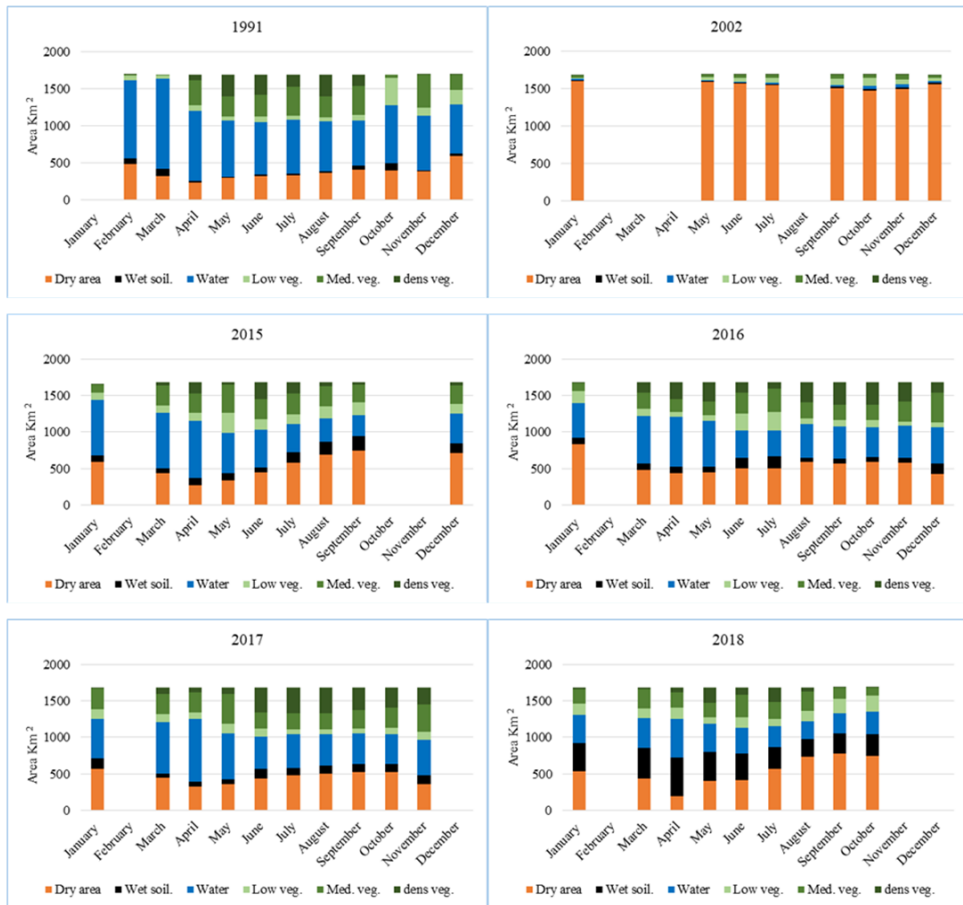 1991
2000
1500
1000
500
0
Area Km⁻²
January
February
March
April
May
June
July
August
September
October
November
December
Dry area Wet soil. Water Low veg. Med. veg. dens veg.
2002
2000
1500
1000
500
0
Area Km⁻²
January
February
March
April
May
June
July
August
September
October
November
December
Dry area Wet soil. Water Low veg. Med. veg. dens veg.
2015
2000
1500
1000
500
0
Area Km⁻²
January
February
March
April
May
June
July
August
September
October
November
December
Dry area Wet soil. Water Low veg. Med. veg. dens veg.
2016
2000
1500
1000
500
0
Area Km⁻²
January
February
March
April
May
June
July
August
September
October
November
December
Dry area Wet soil. Water Low veg. Med. veg. dens veg.
2017
2000
1500
1000
500
0
Area Km⁻²
January
February
March
April
May
June
July
August
September
October
November
December
Dry area Wet soil. Water Low veg. Med. veg. dens veg.
2018
2000
1500
1000
500
0
Area Km⁻²
January
February
March
April
May
June
July
August
September
October
November
December
Dry area Wet soil. Water Low veg. Med. veg. dens veg.